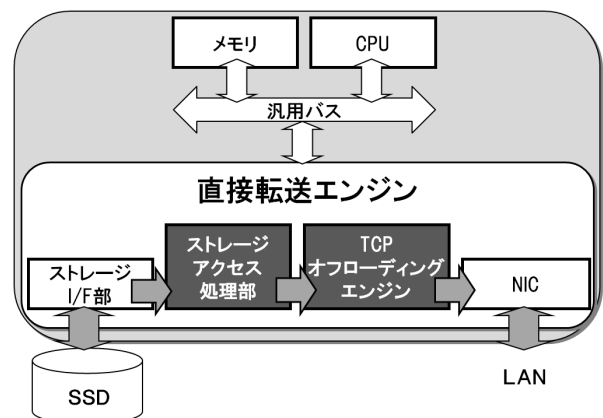 メモリ
CPU
汎用バス
直接転送エンジン
ストレージ
I/F部
ストレージ
アクセス
処理部
TCP
オフローディング
エンジン
NIC
SSD
LAN